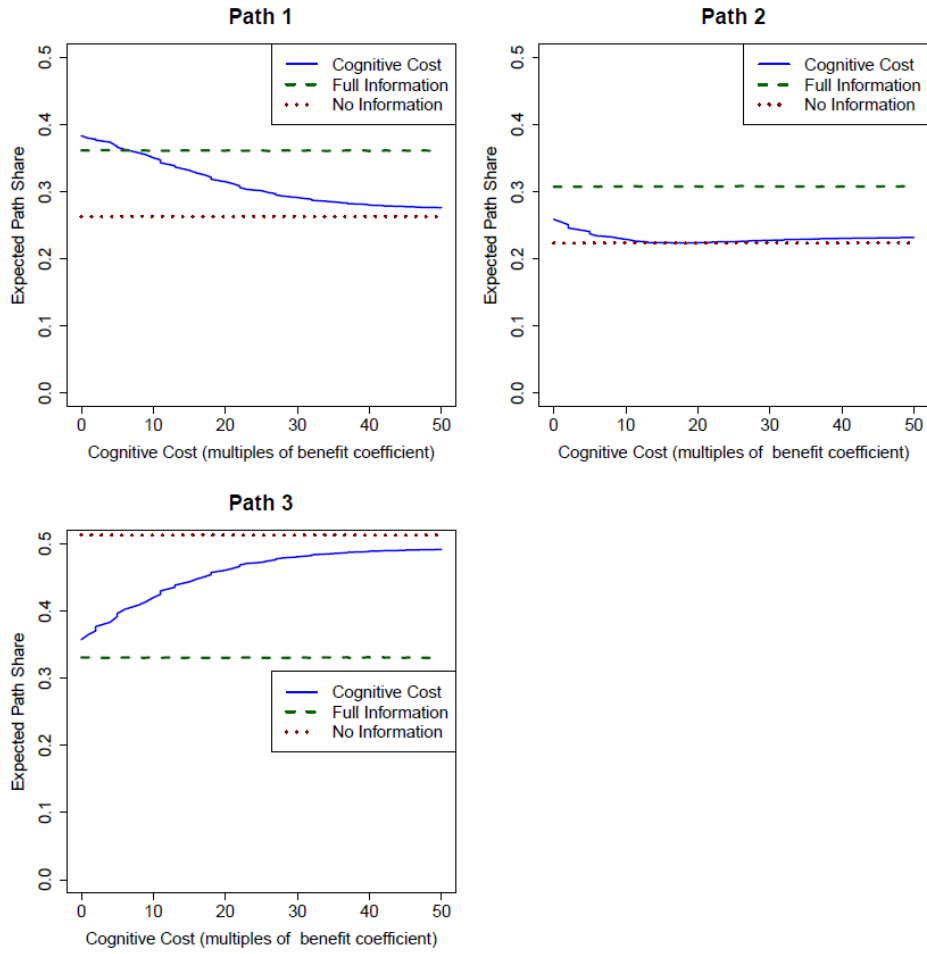 Path 1
Expected Path Share
0.5
0.4
0.3
0.2
0.1
0.0
Cognitive Cost
Full Information
No Information
0 10 20 30 40 50
Cognitive Cost (multiples of benefit coefficient)
Path 2
Expected Path Share
0.5
0.4
0.3
0.2
0.1
0.0
Cognitive Cost
Full Information
No Information
0 10 20 30 40 50
Cognitive Cost (multiples of benefit coefficient)
Path 3
Expected Path Share
0.5
0.4
0.3
0.2
0.1
0.0
Cognitive Cost
Full Information
No Information
0 10 20 30 40 50
Cognitive Cost (multiples of benefit coefficient)